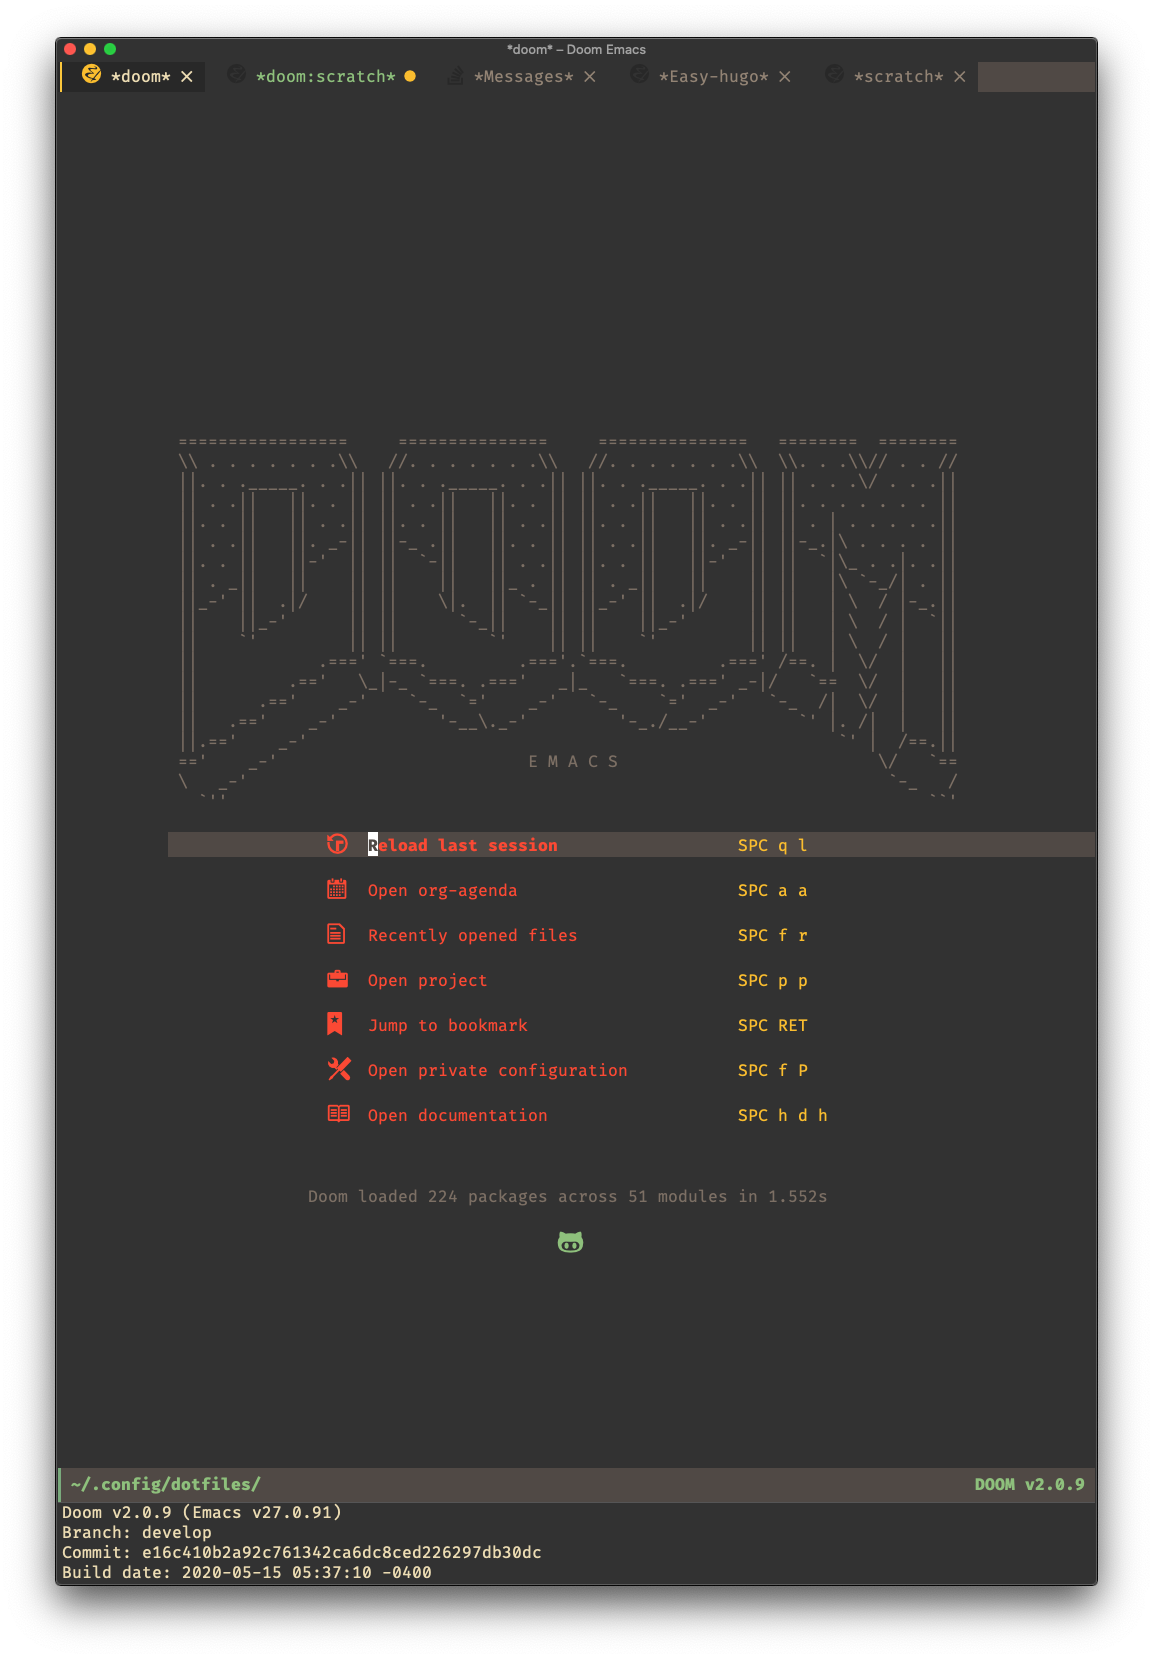 *doom* – Doom Emacs
*doom* × *doom:scratch* ● *Messages* × *Easy-hugo* × *scratch* ×
E M A C S
Reload last session SPC q l
Open org-agenda SPC a a
Recently opened files SPC f r
Open project SPC p p
Jump to bookmark SPC RET
Open private configuration SPC f P
Open documentation SPC h d h
Doom loaded 224 packages across 51 modules in 1.552s
~/.config/dotfiles/ DOOM v2.0.9
Doom v2.0.9 (Emacs v27.0.91)
Branch: develop
Commit: e16c410b2a92c761342ca6dc8ced226297db30dc
Build date: 2020-05-15 05:37:10 -0400